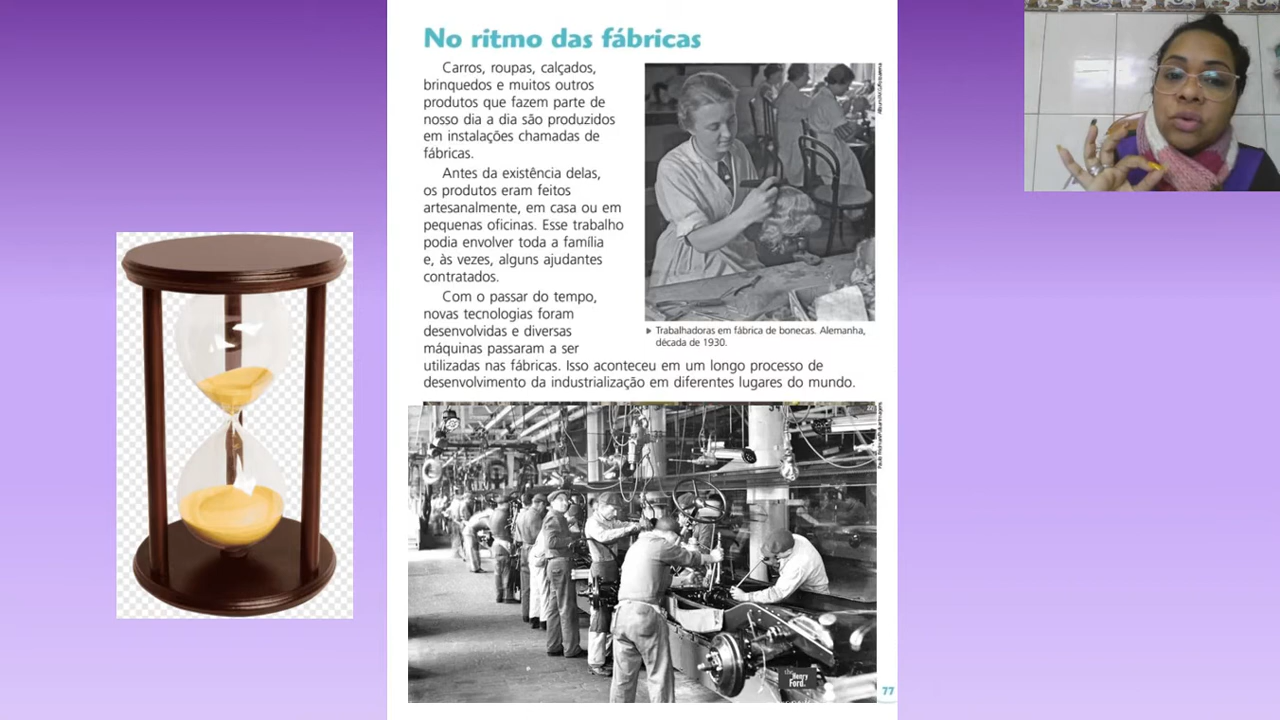 No ritmo das fábricas
Carros, roupas, calçados,
brinquedos e muitos outros
produtos que fazem parte de
nosso dia a dia são produzidos
em instalações chamadas de
fábricas.
Antes da existência delas,
os produtos eram feitos
artesanalmente, em casa ou em
pequenas oficinas. Esse trabalho
podia envolver toda a família
e, às vezes, alguns ajudantes
contratados.
Com o passar do tempo,
novas tecnologias foram
desenvolvidas e diversas
máquinas passaram a ser
utilizadas nas fábricas. Isso aconteceu em um longo processo de
desenvolvimento da industrialização em diferentes lugares do mundo.
Trabalhadoras em fábrica de bonecas. Alemanha,
década de 1930.
the
Henry
Ford
77